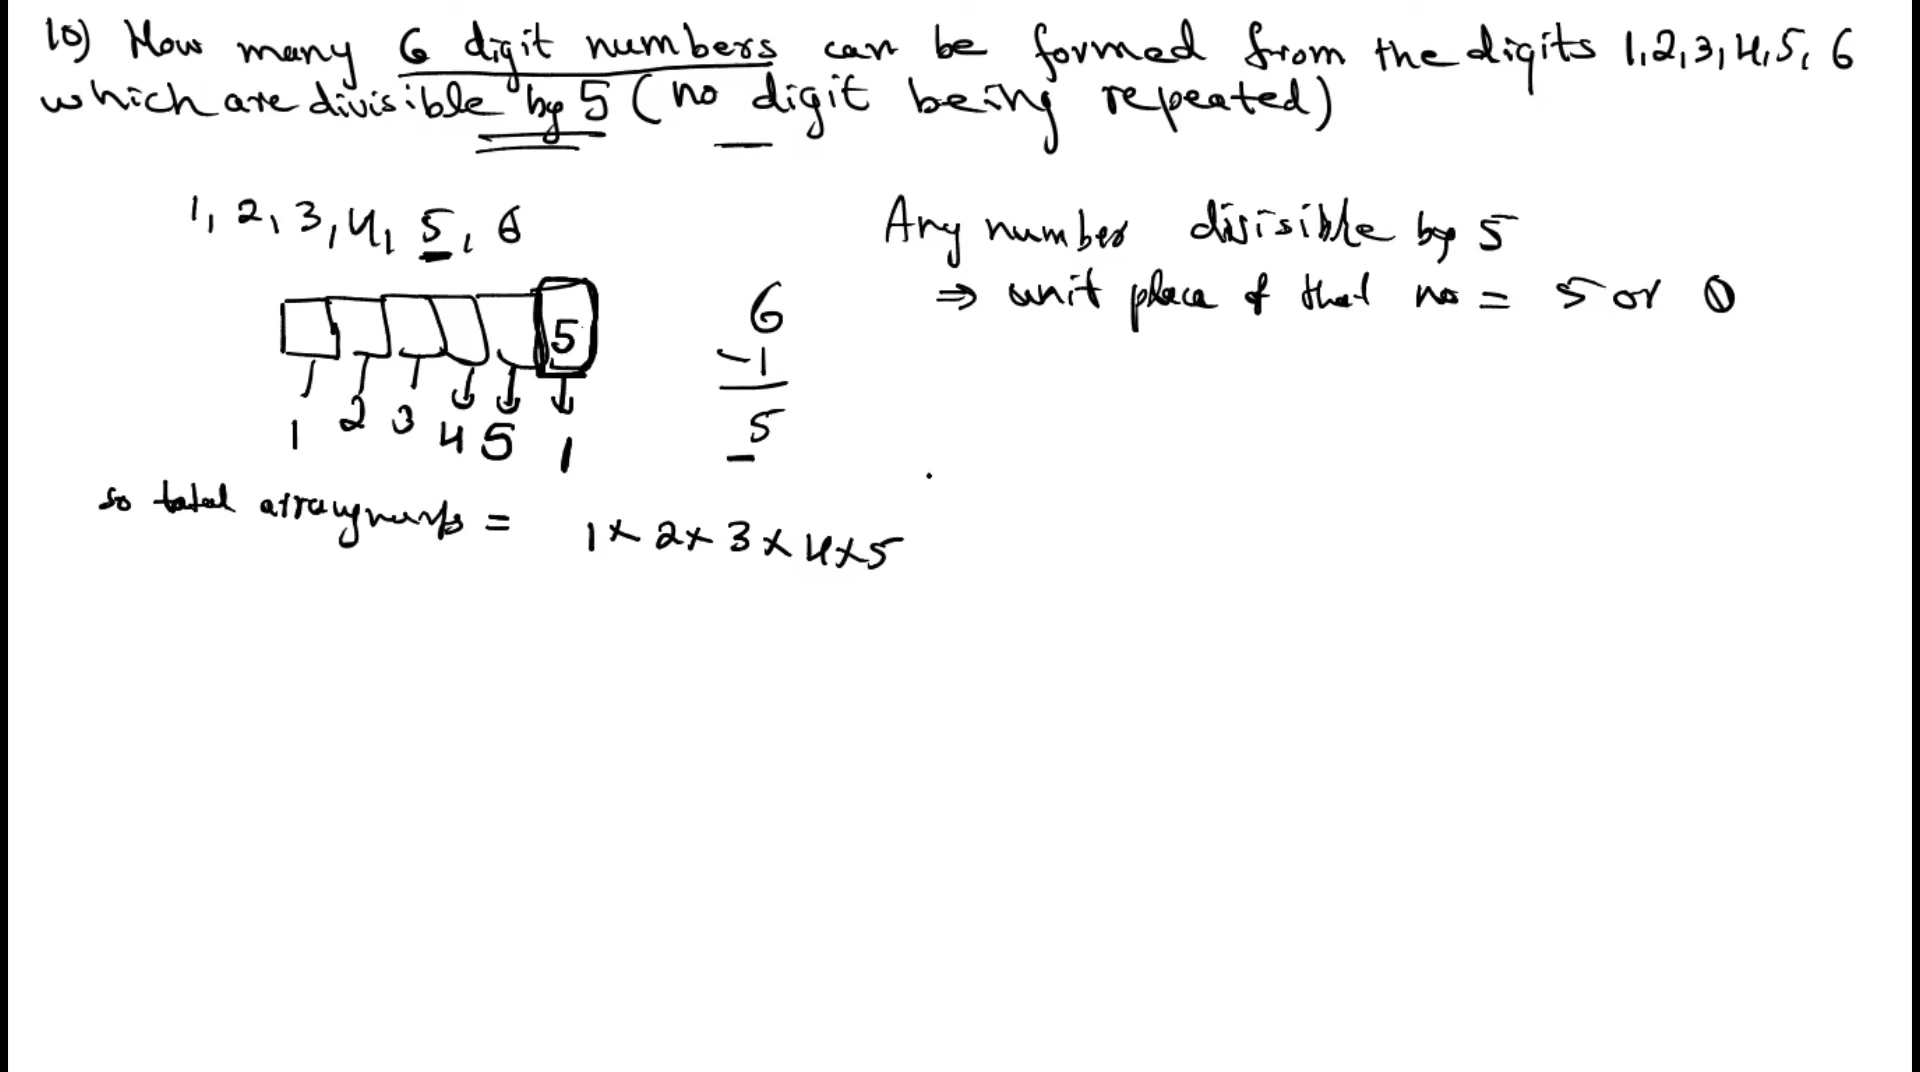 10) How many 6 digit numbers can be formed from the digits 1,2,3,4,5,6
which are divisible by 5 (no digit being repeated)
1, 2, 3, 4, 5, 6
Any number divisible by 5
⇒ unit place of that no = 5 or 0
5
1 2 3 4 5 1
6
-1
5
so total arrangments = 1 × 2 × 3 × 4 × 5